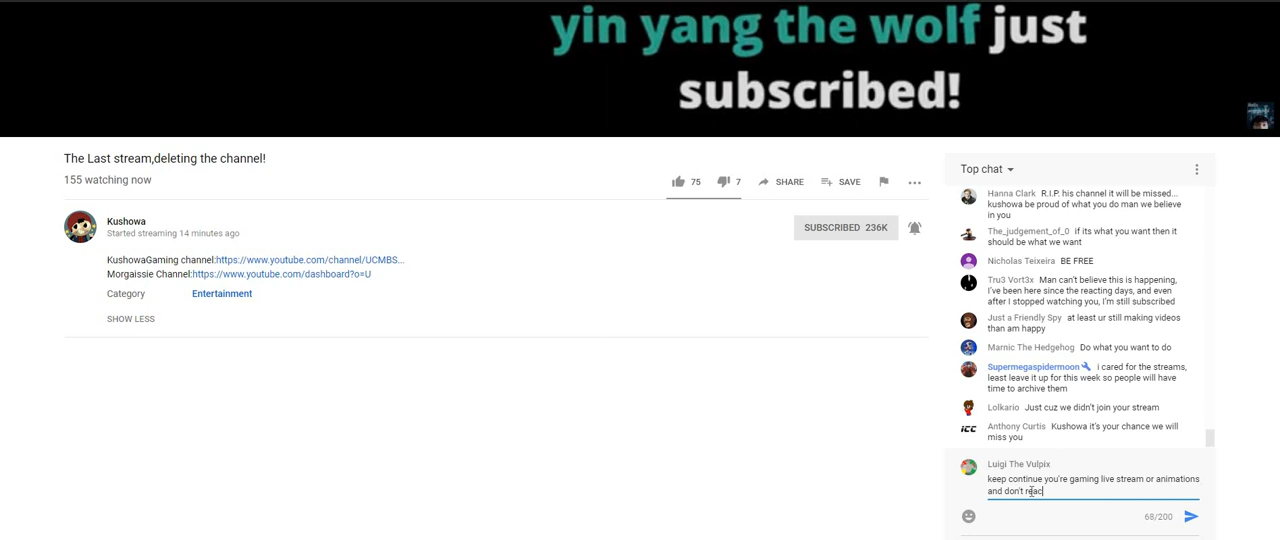 yin yang the wolf just
subscribed!
The Last stream,deleting the channel!
155 watching now
75
7
SHARE
SAVE
Kushowa
Started streaming 14 minutes ago
SUBSCRIBED 236K
KushowaGaming channel:https://www.youtube.com/channel/UCMBS...
Morgaissie Channel:https://www.youtube.com/dashboard?o=U
Category
Entertainment
SHOW LESS
Top chat
Hanna Clark R.I.P. his channel it will be missed...
kushowa be proud of what you do man we believe
in you
The_judgement_of_0 if its what you want then it
should be what we want
Nicholas Teixeira BE FREE
Tru3 Vort3x Man can't believe this is happening,
I've been here since the reacting days, and even
after I stopped watching you, I'm still subscribed
Just a Friendly Spy at least ur still making videos
than am happy
Marnic The Hedgehog Do what you want to do
Supermegaspidermoon i cared for the streams,
least leave it up for this week so people will have
time to archive them
Lolkario Just cuz we didn't join your stream
ICC
Anthony Curtis Kushowa it's your chance we will
miss you
Luigi The Vulpix
keep continue you're gaming live stream or animations
and don't reac
68/200